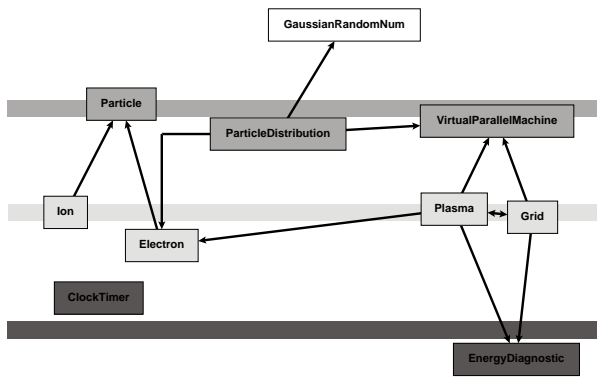 GaussianRandomNum
Particle
ParticleDistribution
VirtualParallelMachine
Ion
Electron
Plasma
Grid
ClockTimer
EnergyDiagnostic